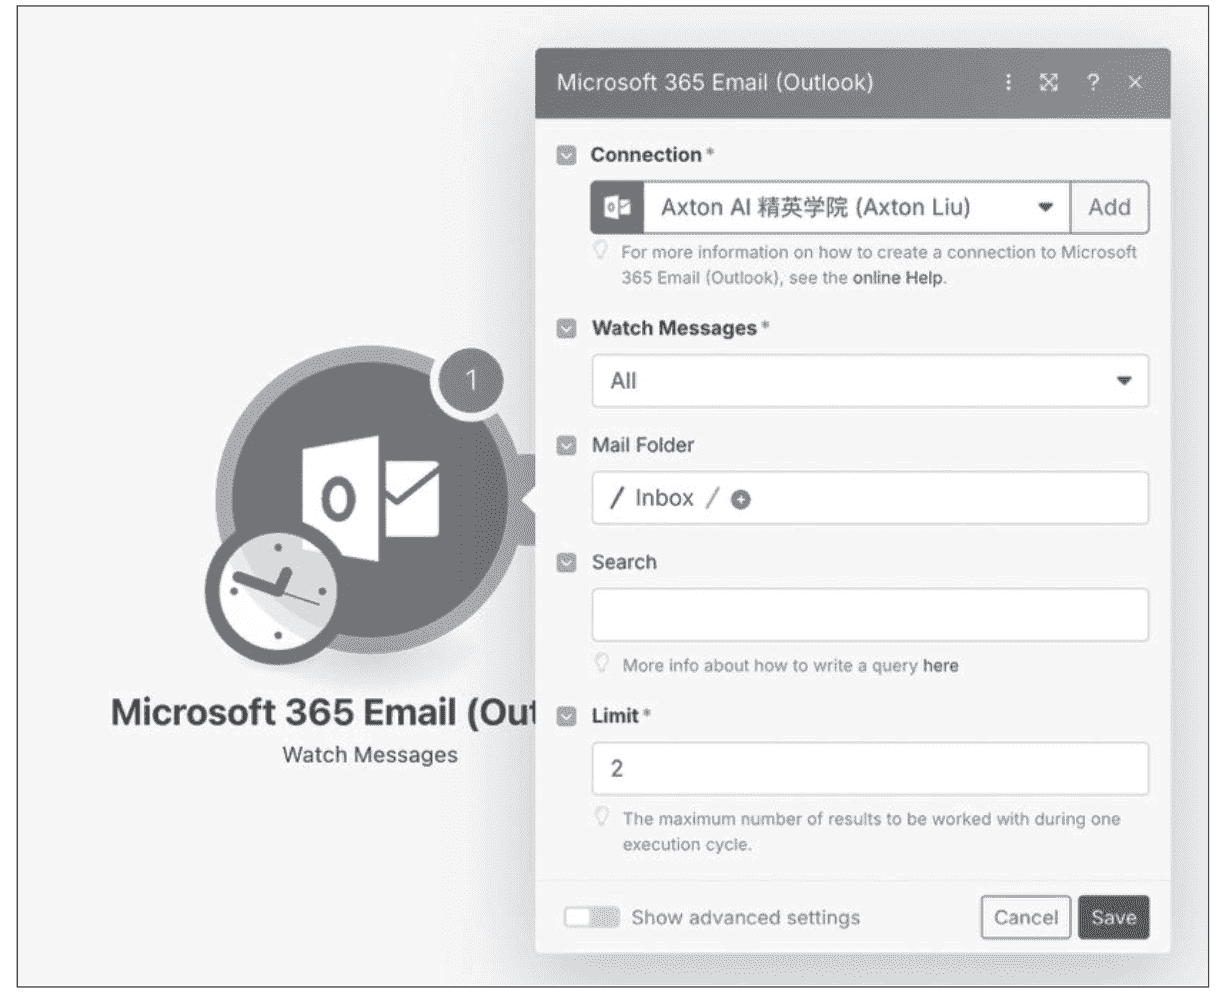 Microsoft 365 Email (Outlook)
?
Connection *
Axton AI 精英学院 (Axton Liu)
Add
For more information on how to create a connection to Microsoft
365 Email (Outlook), see the online Help.
Watch Messages *
All
Mail Folder
/ Inbox /
Search
More info about how to write a query here
Limit *
2
The maximum number of results to be worked with during one
execution cycle.
Show advanced settings
Cancel
Save
1
O
Microsoft 365 Email (Out
Watch Messages